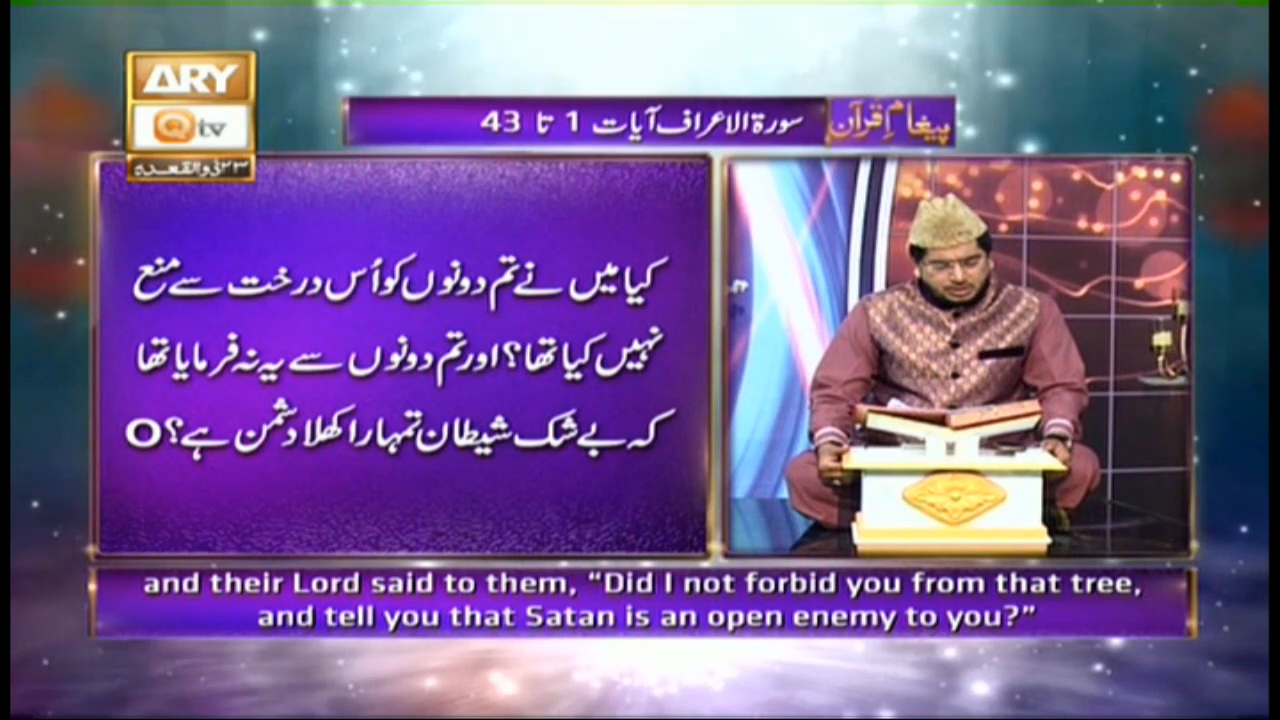 ARY
Qtv
۲۳ ذی القعدہ
پیغامِ قرآن
سورۃ الاعراف آیات 1 تا 43
کیا میں نے تم دونوں کو اُس درخت سے منع
نہیں کیا تھا؟ اور تم دونوں سے یہ نہ فرمایا تھا
کہ بے شک شیطان تمہارا کھلا دشمن ہے؟O
and their Lord said to them, “Did I not forbid you from that tree,
and tell you that Satan is an open enemy to you?”